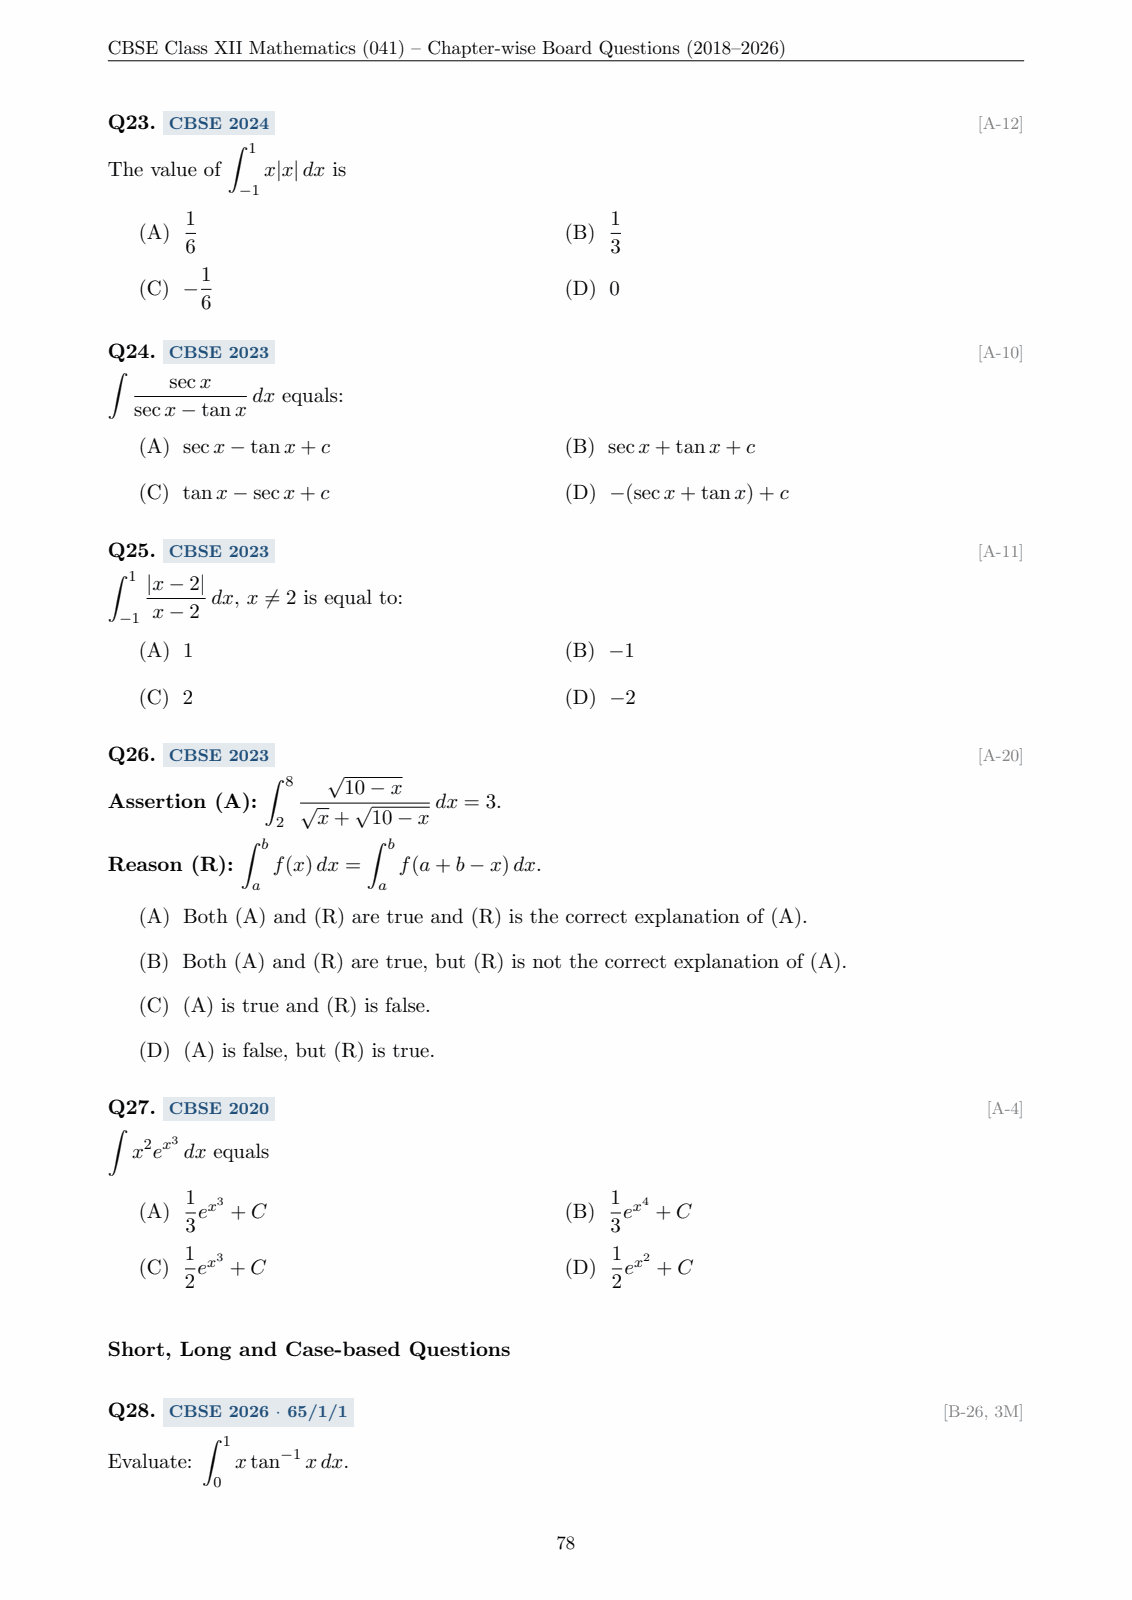 CBSE Class XII Mathematics (041) – Chapter-wise Board Questions (2018–2026)
Q23. CBSE 2024 [A-12]
The value of ∫_{−1}^{1} x|x| dx is
(A) 1/6 (B) 1/3
(C) −1/6 (D) 0
Q24. CBSE 2023 [A-10]
∫ sec x / (sec x − tan x) dx equals:
(A) sec x − tan x + c (B) sec x + tan x + c
(C) tan x − sec x + c (D) −(sec x + tan x) + c
Q25. CBSE 2023 [A-11]
∫_{−1}^{1} |x − 2| / (x − 2) dx, x ≠ 2 is equal to:
(A) 1 (B) −1
(C) 2 (D) −2
Q26. CBSE 2023 [A-20]
Assertion (A): ∫_{2}^{8} √(10 − x) / (√x + √(10 − x)) dx = 3.
Reason (R): ∫_{a}^{b} f(x) dx = ∫_{a}^{b} f(a + b − x) dx.
(A) Both (A) and (R) are true and (R) is the correct explanation of (A).
(B) Both (A) and (R) are true, but (R) is not the correct explanation of (A).
(C) (A) is true and (R) is false.
(D) (A) is false, but (R) is true.
Q27. CBSE 2020 [A-4]
∫ x² e^{x³} dx equals
(A) 1/3 e^{x³} + C (B) 1/3 e^{x⁴} + C
(C) 1/2 e^{x³} + C (D) 1/2 e^{x²} + C
Short, Long and Case-based Questions
Q28. CBSE 2026 · 65/1/1 [B-26, 3M]
Evaluate: ∫_{0}^{1} x tan⁻¹ x dx.
78